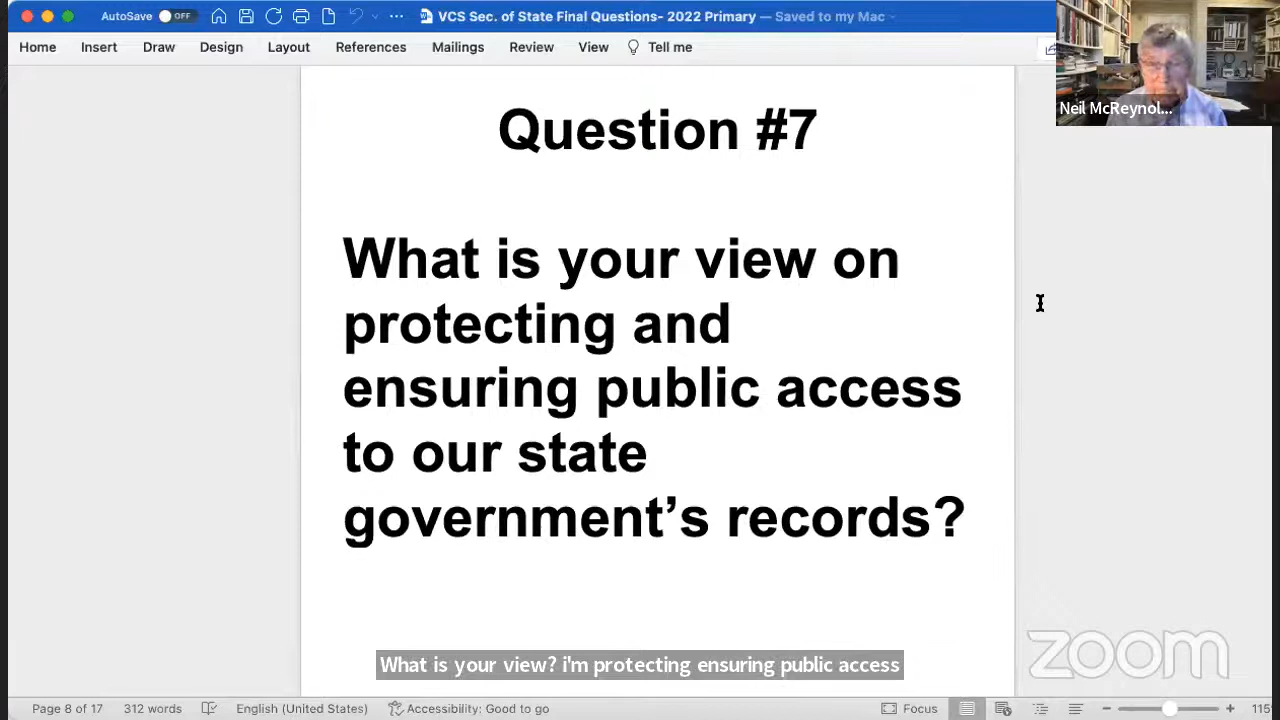 AutoSave OFF
VCS Sec. of State Final Questions- 2022 Primary — Saved to my Mac
Home Insert Draw Design Layout References Mailings Review View Tell me
Neil McReynol...
Question #7
What is your view on
protecting and
ensuring public access
to our state
government’s records?
What is your view? i'm protecting ensuring public access
zoom
Page 8 of 17 312 words English (United States) Accessibility: Good to go Focus 115